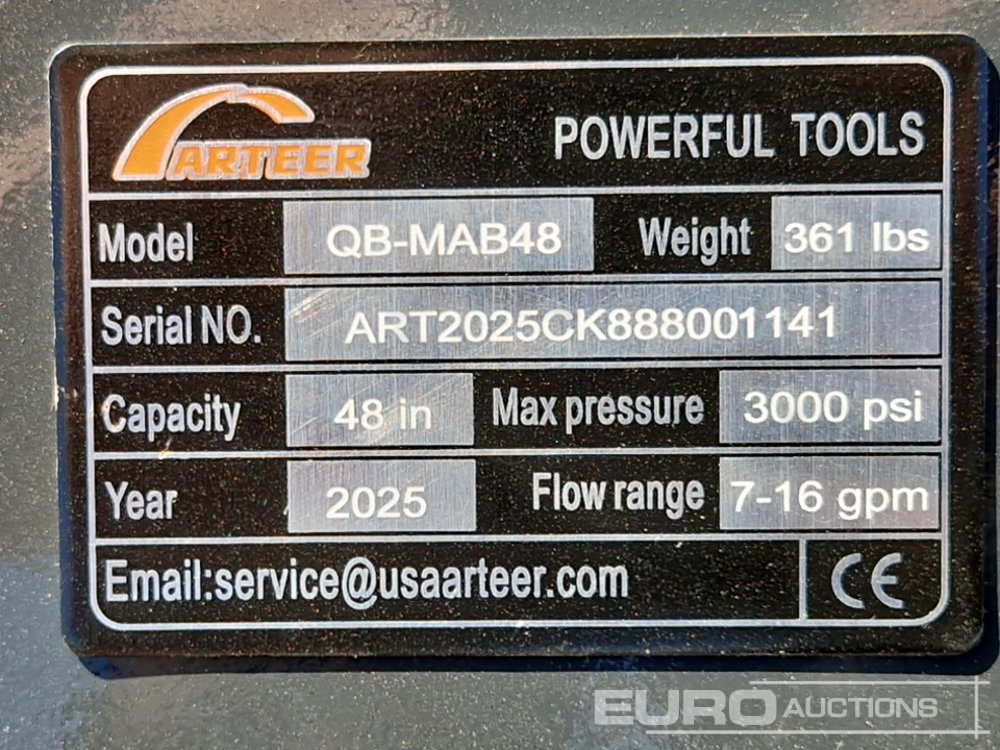 ARTEER
POWERFUL TOOLS
Model QB-MAB48 Weight 361 lbs
Serial NO. ART2025CK888001141
Capacity 48 in Max pressure 3000 psi
Year 2025 Flow range 7-16 gpm
Email:service@usaarteer.com CE
EURO AUCTIONS